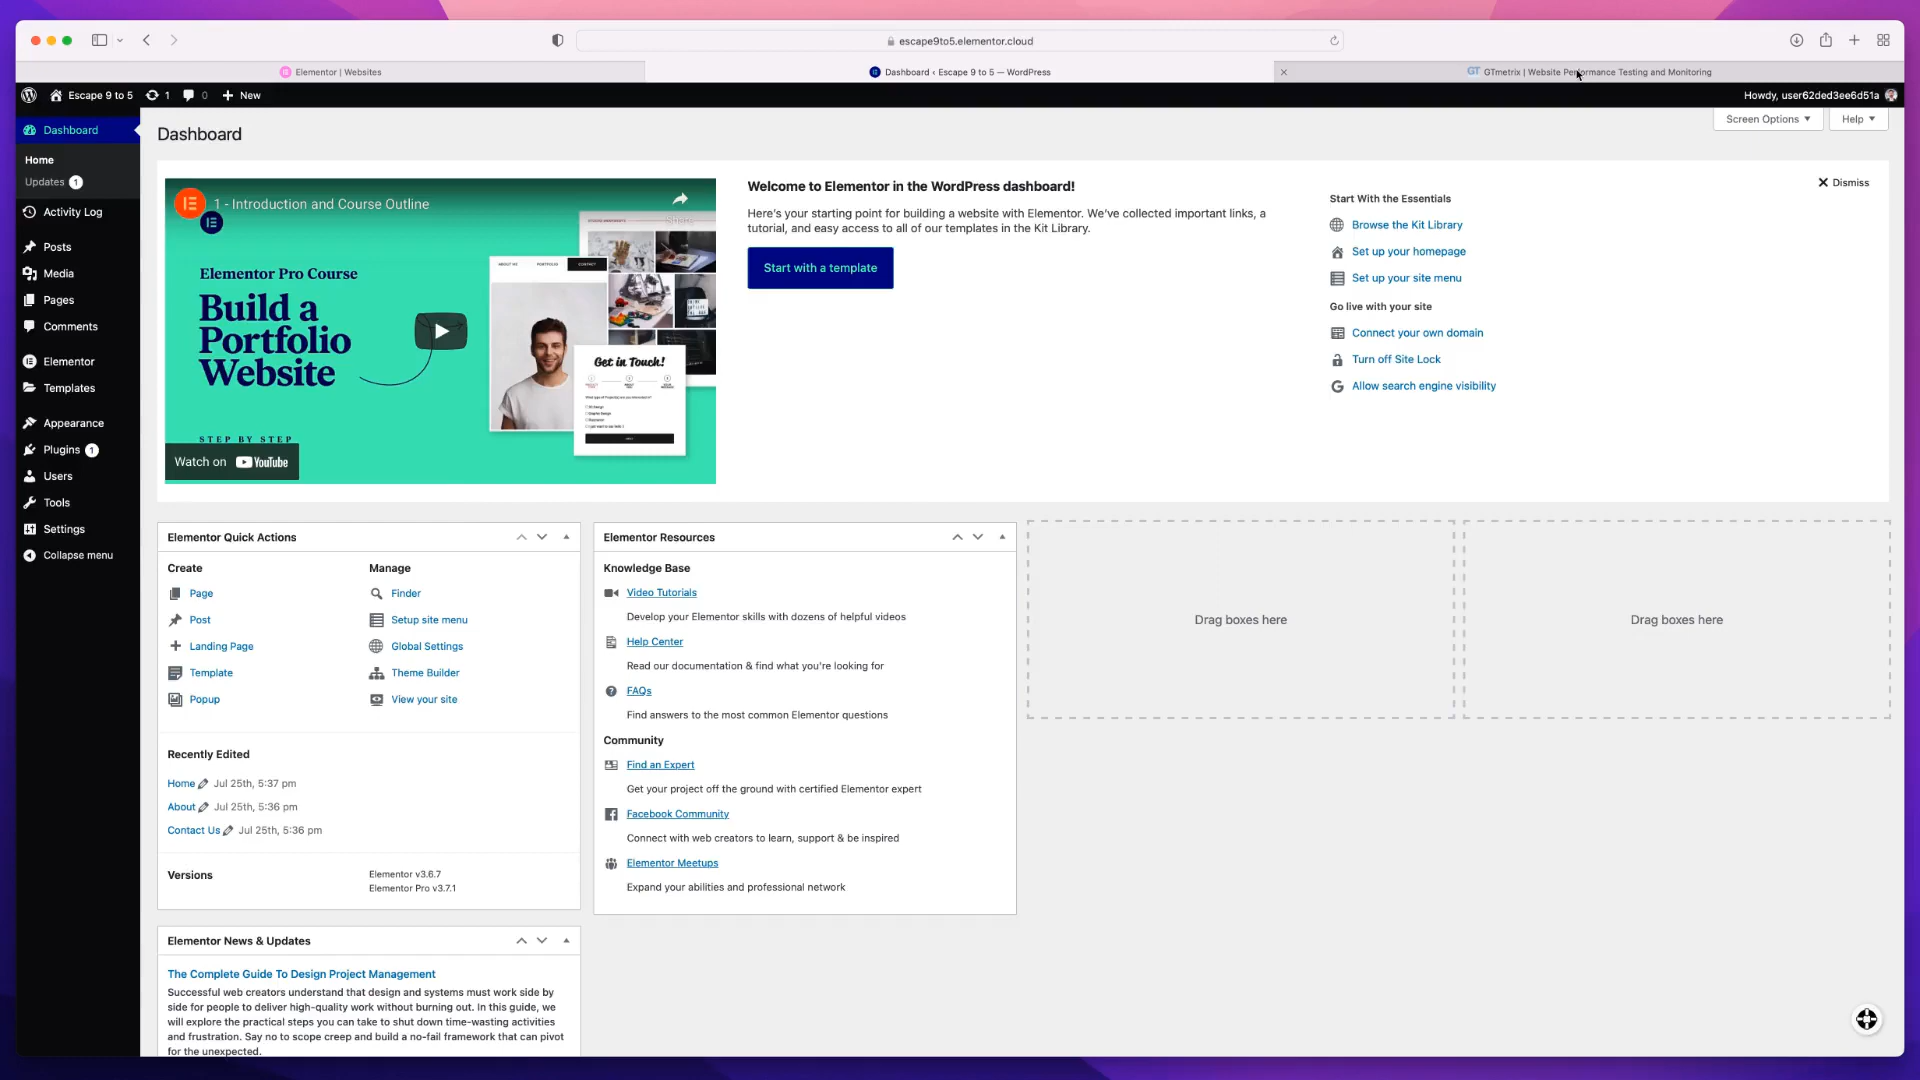 escape9to5.elementor.cloud
Elementor | Websites
Dashboard ‹ Escape 9 to 5 — WordPress
GT GTmetrix | Website Performance Testing and Monitoring
Escape 9 to 5
1
0
New
Howdy, user62ded3ee6d51a
Dashboard
Home
Updates 1
Activity Log
Posts
Media
Pages
Comments
Elementor
Templates
Appearance
Plugins 1
Users
Tools
Settings
Collapse menu
Dashboard
Screen Options
Help
1 - Introduction and Course Outline
Share
Elementor Pro Course
Build a
Portfolio
Website
STEP BY STEP
ABOUT ME PORTFOLIO CONTACT
Get in Touch!
Watch on YouTube
Welcome to Elementor in the WordPress dashboard!
Here's your starting point for building a website with Elementor. We've collected important links, a
tutorial, and easy access to all of our templates in the Kit Library.
Start with a template
Dismiss
Start With the Essentials
Browse the Kit Library
Set up your homepage
Set up your site menu
Go live with your site
Connect your own domain
Turn off Site Lock
Allow search engine visibility
Elementor Quick Actions
Create
Page
Post
Landing Page
Template
Popup
Manage
Finder
Setup site menu
Global Settings
Theme Builder
View your site
Recently Edited
Home Jul 25th, 5:37 pm
About Jul 25th, 5:36 pm
Contact Us Jul 25th, 5:36 pm
Versions
Elementor v3.6.7
Elementor Pro v3.7.1
Elementor Resources
Knowledge Base
Video Tutorials
Develop your Elementor skills with dozens of helpful videos
Help Center
Read our documentation & find what you're looking for
FAQs
Find answers to the most common Elementor questions
Community
Find an Expert
Get your project off the ground with certified Elementor expert
Facebook Community
Connect with web creators to learn, support & be inspired
Elementor Meetups
Expand your abilities and professional network
Drag boxes here
Drag boxes here
Elementor News & Updates
The Complete Guide To Design Project Management
Successful web creators understand that design and systems must work side by
side for people to deliver high-quality work without burning out. In this guide, we
will explore the practical steps you can take to shut down time-wasting activities
and frustration. Say no to scope creep and build a no-fail framework that can pivot
for the unexpected.